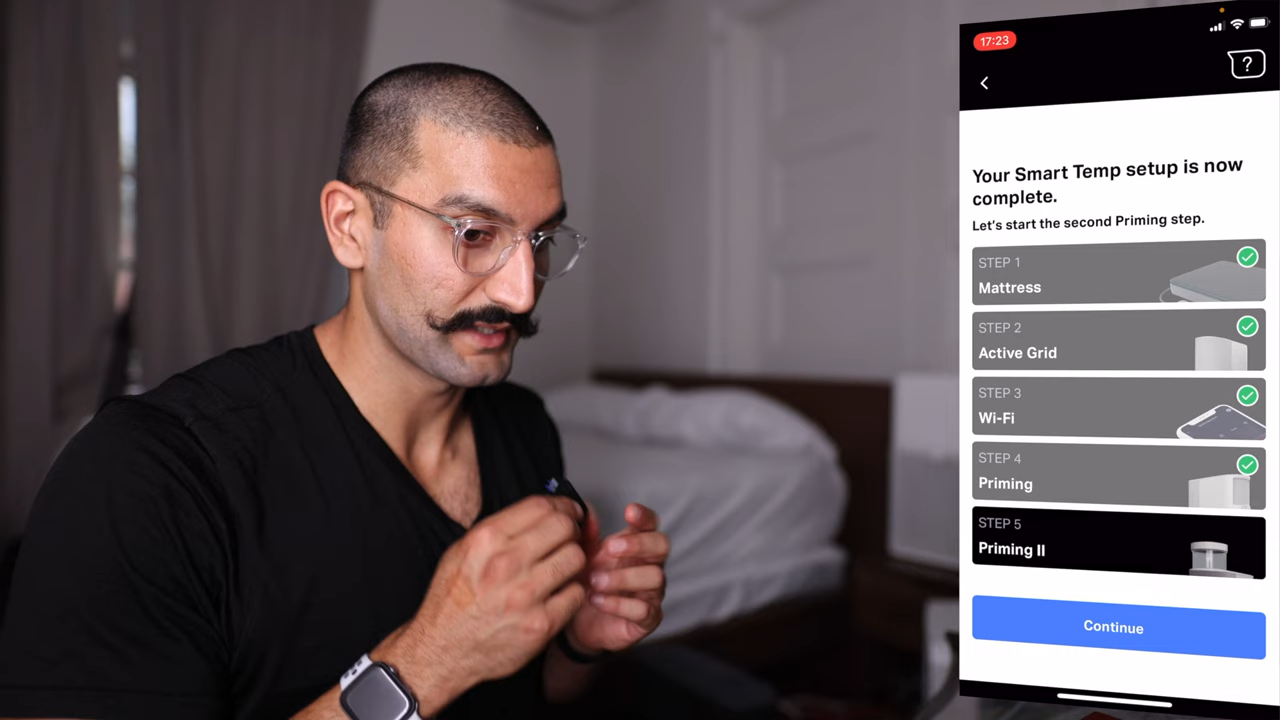 17:23
?
Your Smart Temp setup is now
complete.
Let's start the second Priming step.
STEP 1
Mattress
STEP 2
Active Grid
STEP 3
Wi-Fi
STEP 4
Priming
STEP 5
Priming II
Continue